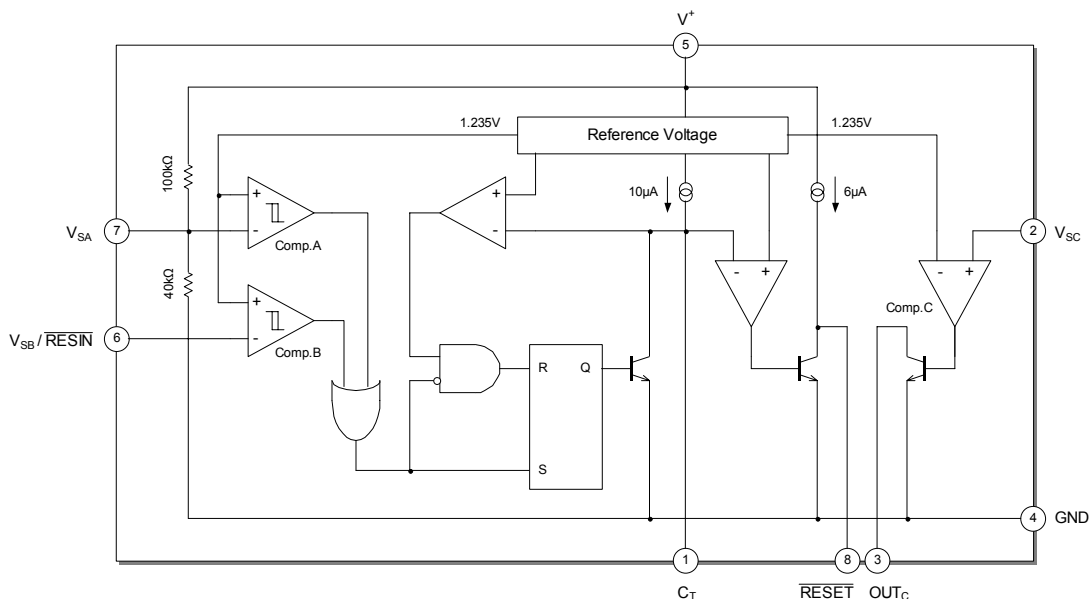 V+
5
1.235V
Reference Voltage
1.235V
100kΩ
10µA
6µA
+
-
Comp.A
+
-
7
VSA
2
VSC
40kΩ
-
+
-
+
Comp.C
+
-
Comp.B
6
VSB / RESIN
R
Q
S
4
GND
1
8
3
CT
RESET
OUTC